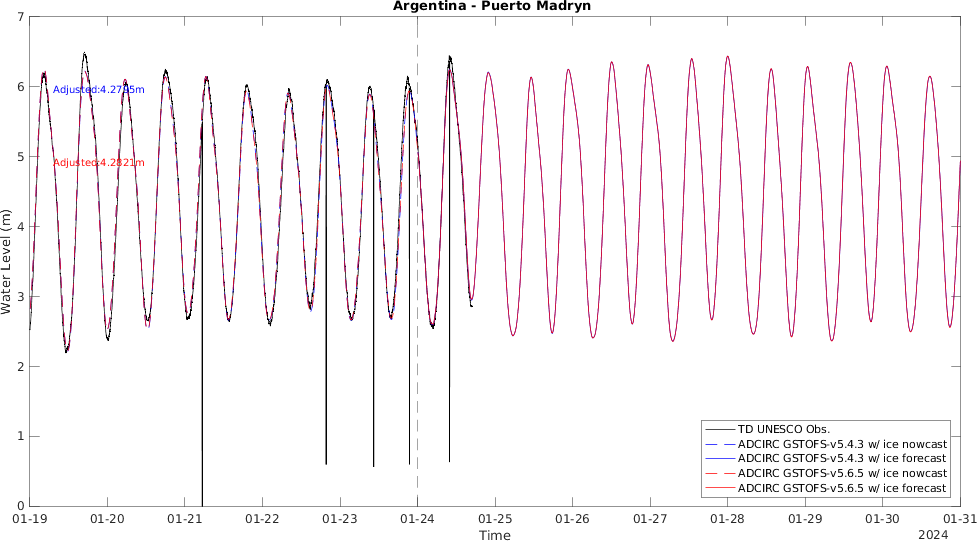 Argentina - Puerto Madryn
7
6
5
4
3
2
1
0
Water Level (m)
Adjusted:4.2795m
Adjusted:4.2821m
TD UNESCO Obs.
ADCIRC GSTOFS-v5.4.3 w/ ice nowcast
ADCIRC GSTOFS-v5.4.3 w/ ice forecast
ADCIRC GSTOFS-v5.6.5 w/ ice nowcast
ADCIRC GSTOFS-v5.6.5 w/ ice forecast
01-19 01-20 01-21 01-22 01-23 01-24 01-25 01-26 01-27 01-28 01-29 01-30 01-31
Time
2024